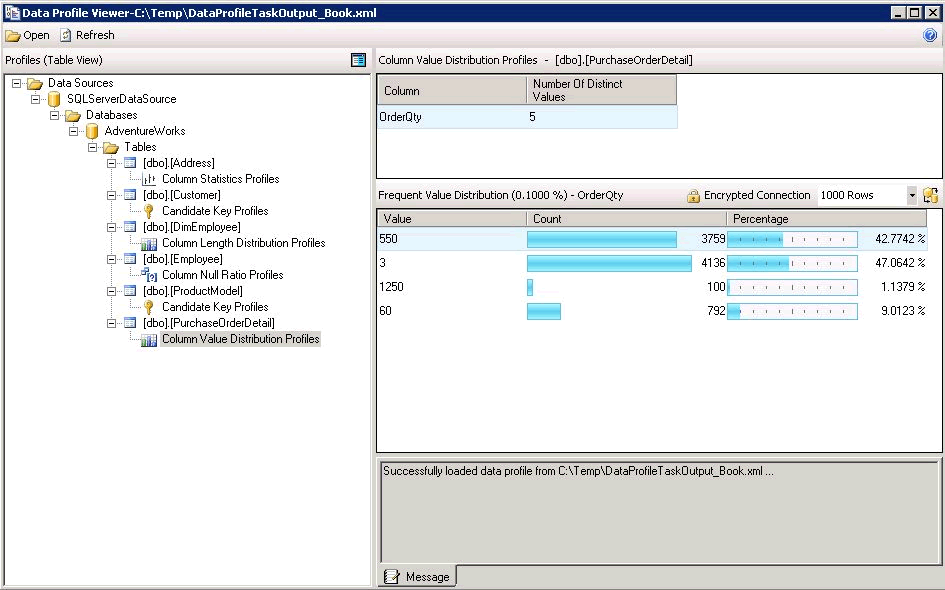 Data Profile Viewer-C:\Temp\DataProfileTaskOutput_Book.xml
Open Refresh
Profiles (Table View)
Data Sources
SQLServerDataSource
Databases
AdventureWorks
Tables
[dbo].[Address]
Column Statistics Profiles
[dbo].[Customer]
Candidate Key Profiles
[dbo].[DimEmployee]
Column Length Distribution Profiles
[dbo].[Employee]
Column Null Ratio Profiles
[dbo].[ProductModel]
Candidate Key Profiles
[dbo].[PurchaseOrderDetail]
Column Value Distribution Profiles
Column Value Distribution Profiles - [dbo].[PurchaseOrderDetail]
Column Number Of Distinct
Values
OrderQty 5
Frequent Value Distribution (0.1000 %) - OrderQty Encrypted Connection 1000 Rows
Value Count Percentage
550 3759 42.7742 %
3 4136 47.0642 %
1250 100 1.1379 %
60 792 9.0123 %
Successfully loaded data profile from C:\Temp\DataProfileTaskOutput_Book.xml ...
Message